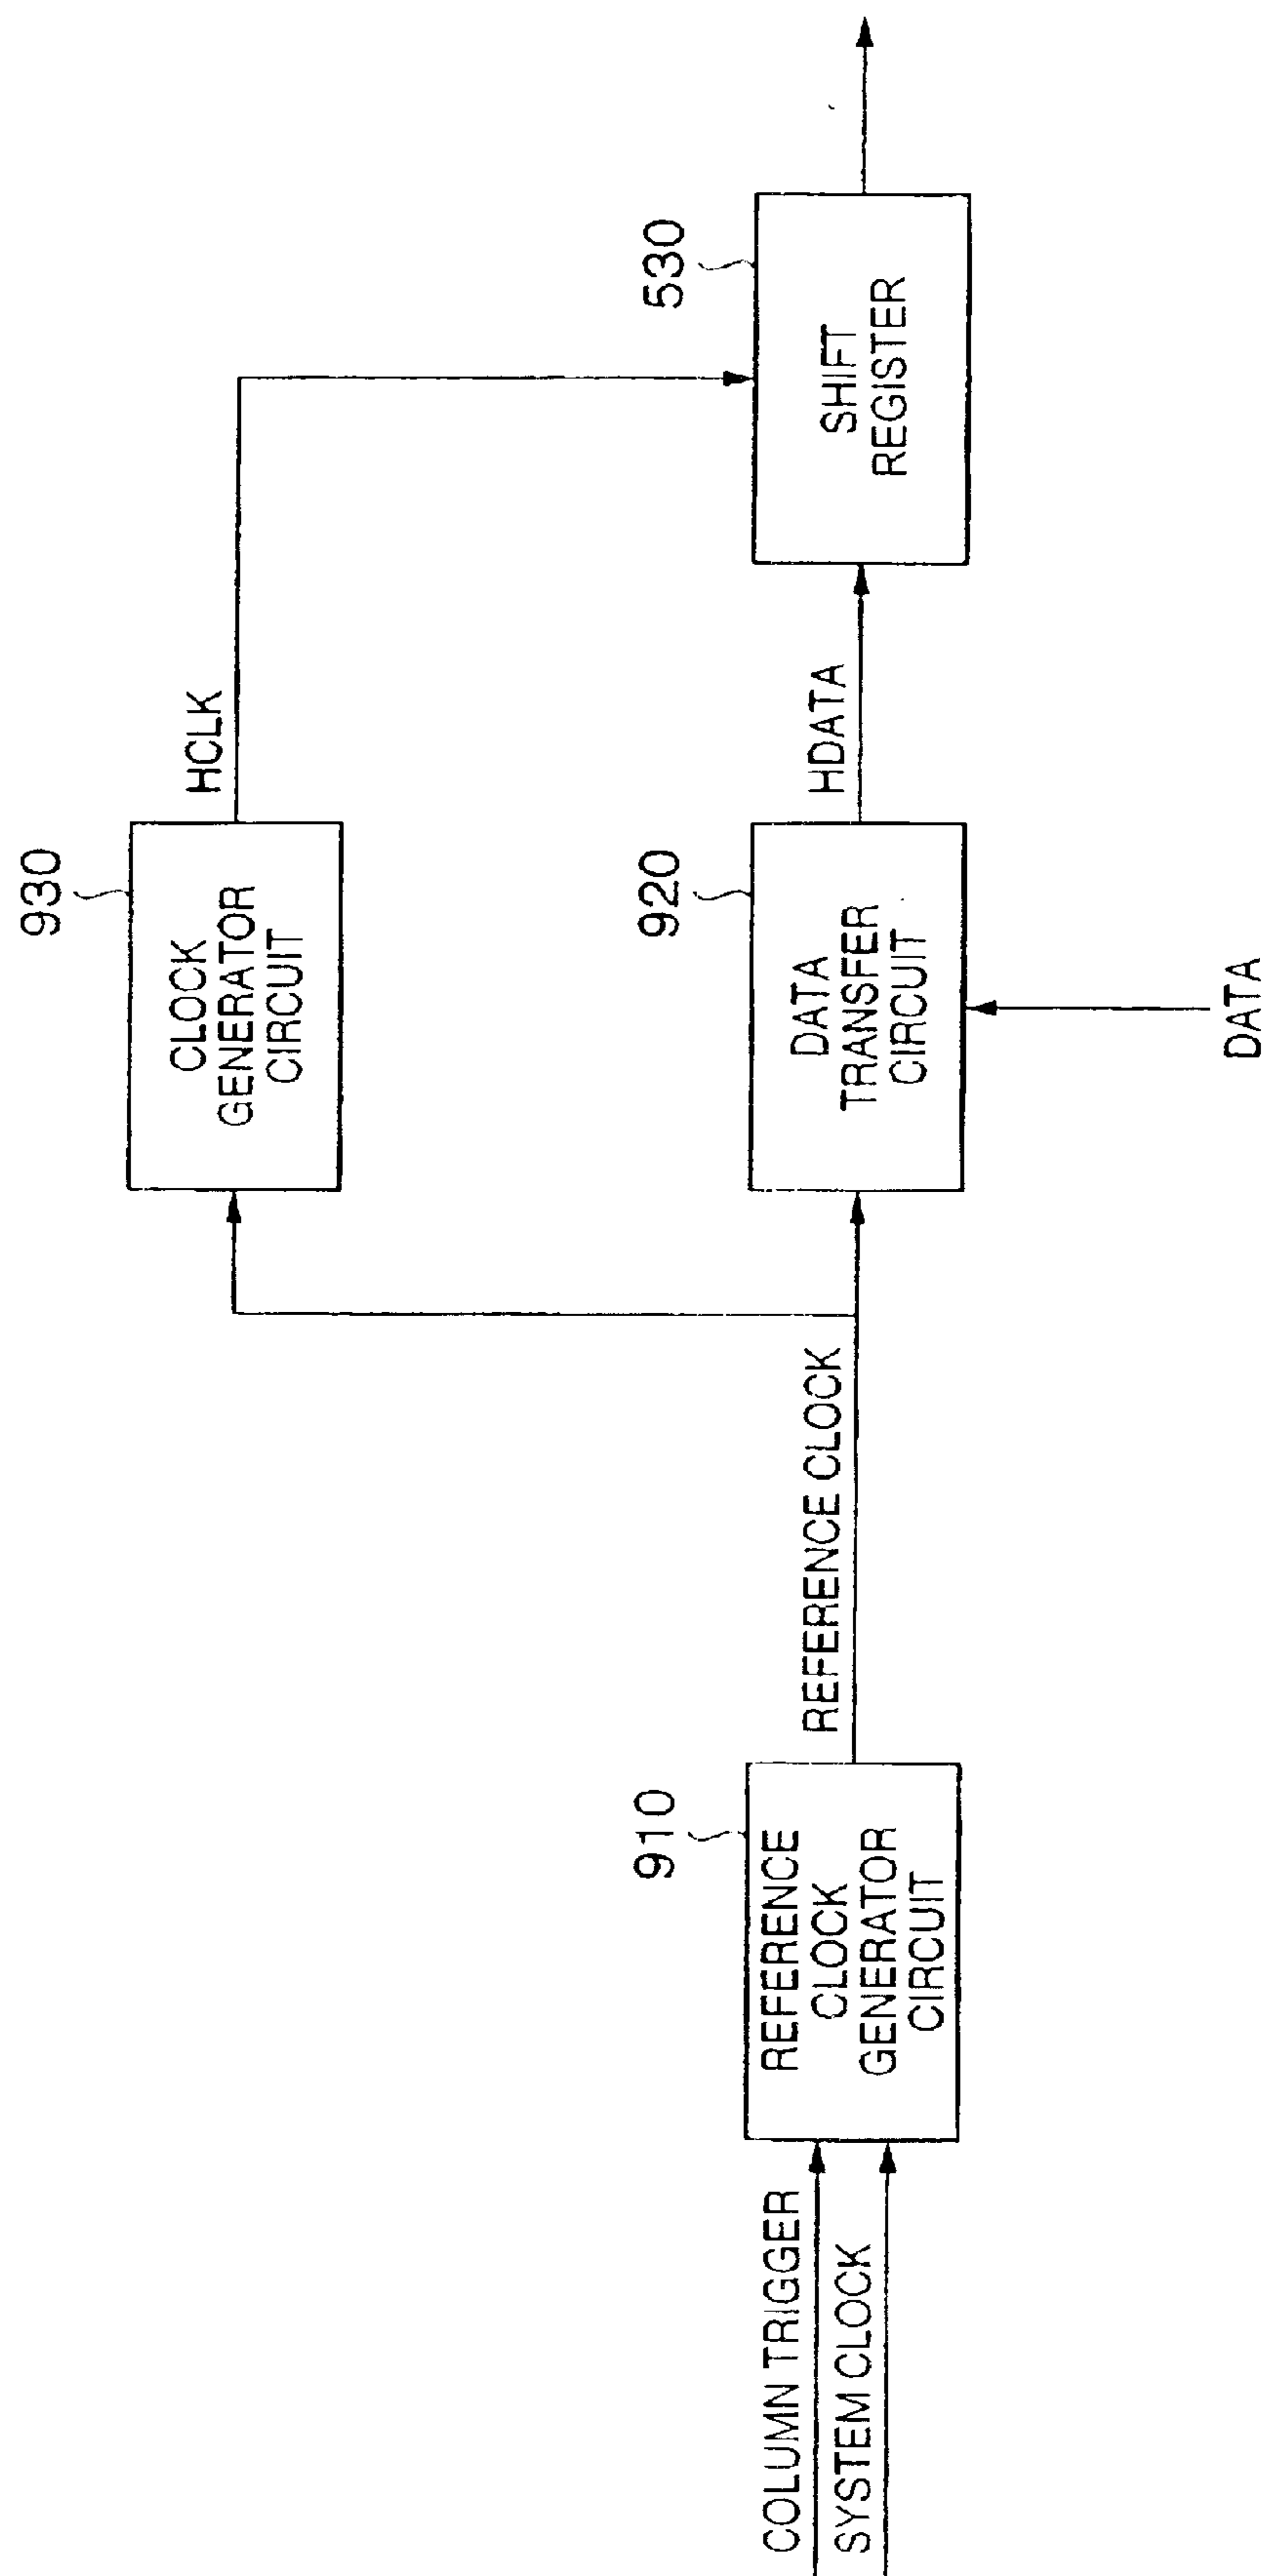 COLUMN TRIGGER
SYSTEM CLOCK
910
REFERENCE
CLOCK
GENERATOR
CIRCUIT
REFERENCE CLOCK
930
CLOCK
GENERATOR
CIRCUIT
HCLK
920
DATA
TRANSFER
CIRCUIT
DATA
HDATA
530
SHIFT
REGISTER